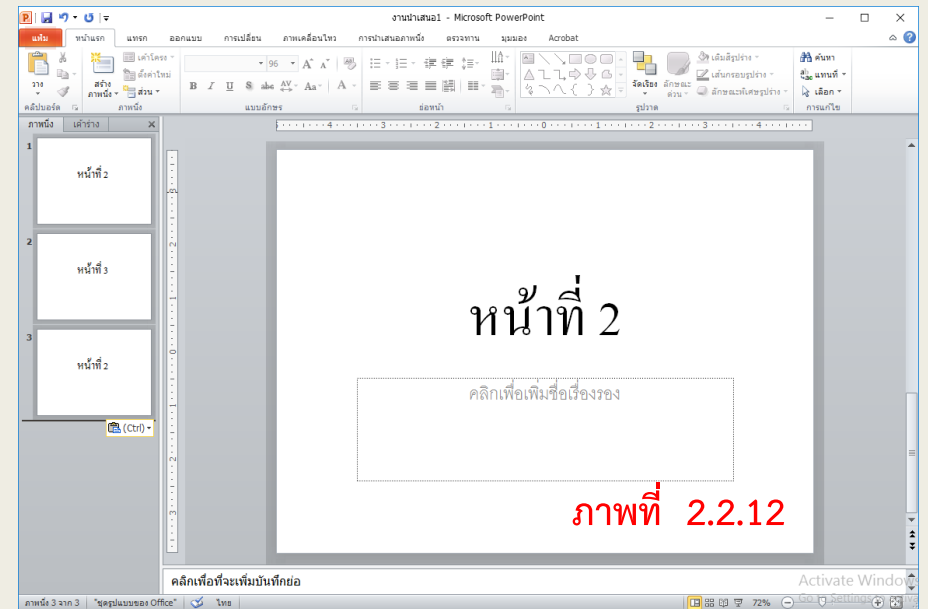 งานนำเสนอ1 - Microsoft PowerPoint
แฟ้ม หน้าแรก แทรก ออกแบบ การเปลี่ยน ภาพเคลื่อนไหว การนำเสนอภาพนิ่ง ตรวจทาน มุมมอง Acrobat
วาง
คลิปบอร์ด
สร้าง
ภาพนิ่ง
เค้าโครง
ตั้งค่าใหม่
ส่วน
ภาพนิ่ง
96
B I U S abc AV Aa A
แบบอักษร
ย่อหน้า
จัดเรียง
ลักษณะ
ด่วน
เติมสีรูปร่าง
เส้นกรอบรูปร่าง
ลักษณะพิเศษรูปร่าง
รูปวาด
ค้นหา
แทนที่
เลือก
การแก้ไข
ภาพนิ่ง เค้าร่าง
1
หน้าที่ 2
2
หน้าที่ 3
3
หน้าที่ 2
(Ctrl)
หน้าที่ 2
คลิกเพื่อเพิ่มชื่อเรื่องรอง
ภาพที่ 2.2.12
คลิกเพื่อที่จะเพิ่มบันทึกย่อ
Activate Windows
ภาพนิ่ง 3 จาก 3 "ชุดรูปแบบของ Office" ไทย 72%